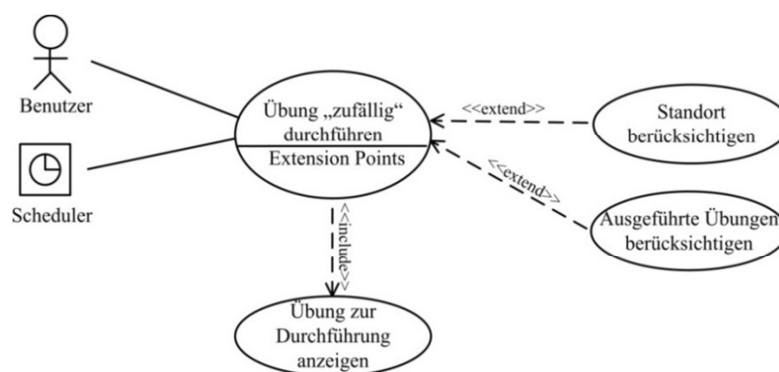 Benutzer
Scheduler
Übung „zufällig“
durchführen
Extension Points
<<extend>>
Standort
berücksichtigen
<<extend>>
Ausgeführte Übungen
berücksichtigen
<<include>>
Übung zur
Durchführung
anzeigen